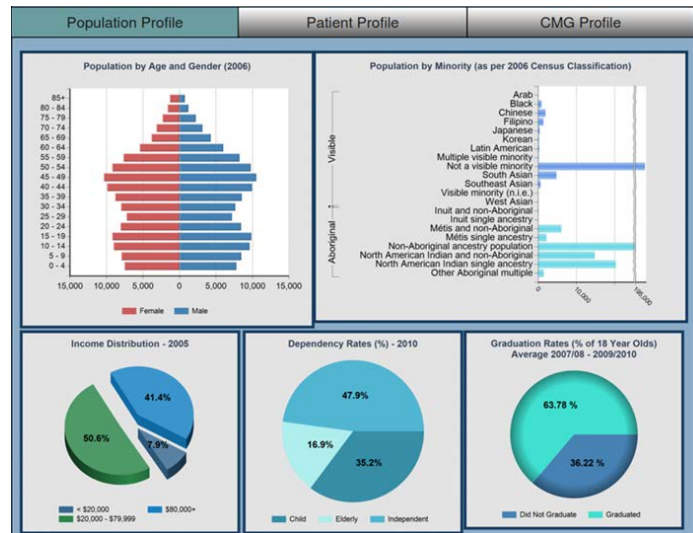 Population Profile
Patient Profile
CMG Profile
Population by Age and Gender (2006)
85+
80 - 84
75 - 79
70 - 74
65 - 69
60 - 64
55 - 59
50 - 54
45 - 49
40 - 44
35 - 39
30 - 34
25 - 29
20 - 24
15 - 19
10 - 14
5 - 9
0 - 4
15,000 10,000 5,000 0 5,000 10,000 15,000
Female Male
Population by Minority (as per 2006 Census Classification)
Visible
Arab
Black
Chinese
Filipino
Japanese
Korean
Latin American
Multiple visible minority
Not a visible minority
South Asian
Southeast Asian
Visible minority (n.i.e.)
West Asian
Aboriginal
Inuit and non-Aboriginal
Inuit single ancestry
Métis and non-Aboriginal
Métis single ancestry
Non-Aboriginal ancestry population
North American Indian and non-Aboriginal
North American Indian single ancestry
Other Aboriginal multiple
0 10,000 195,000
Income Distribution - 2005
41.4%
50.6%
7.9%
< $20,000 $80,000+
$20,000 - $79,999
Dependency Rates (%) - 2010
47.9%
16.9%
35.2%
Child Elderly Independent
Graduation Rates (% of 18 Year Olds)
Average 2007/08 - 2009/2010
63.78 %
36.22 %
Did Not Graduate Graduated